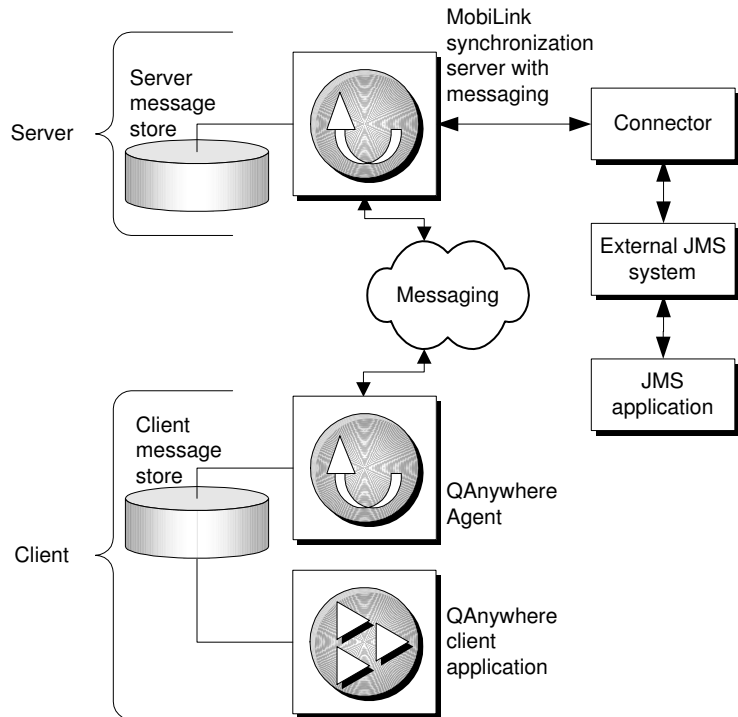 MobiLink
synchronization
server with
messaging
Server
message
store
Server
Connector
External JMS
system
Messaging
JMS
application
Client
message
store
QAnywhere
Agent
Client
QAnywhere
client
application